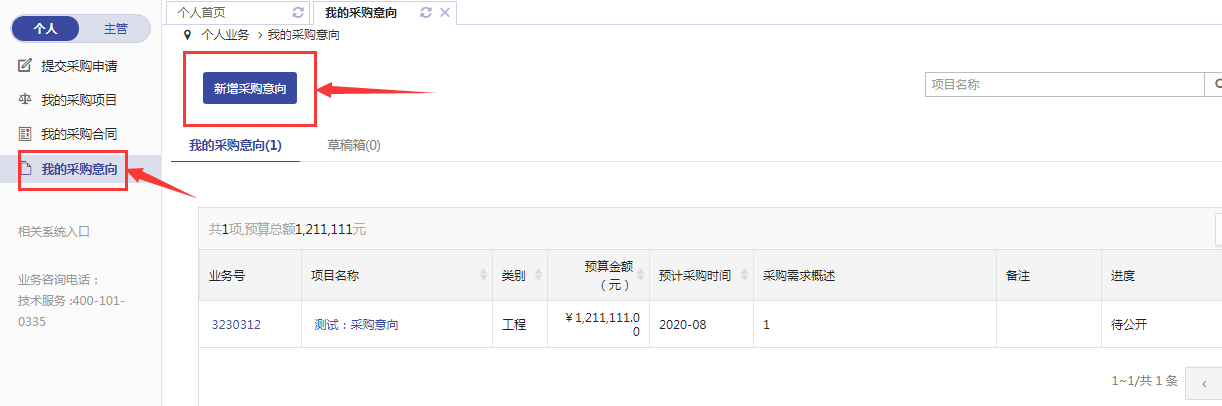 个人
主管
提交采购申请
我的采购项目
我的采购合同
我的采购意向
相关系统入口
业务咨询电话：
技术服务 :400-101-
0335
个人首页
我的采购意向
个人业务 > 我的采购意向
新增采购意向
项目名称
我的采购意向(1)
草稿箱(0)
共1项,预算总额1,211,111元
业务号
项目名称
类别
预算金额
（元）
预计采购时间
采购需求概述
备注
进度
3230312
测试：采购意向
工程
￥1,211,111.0
0
2020-08
1
待公开
1~1/共 1 条